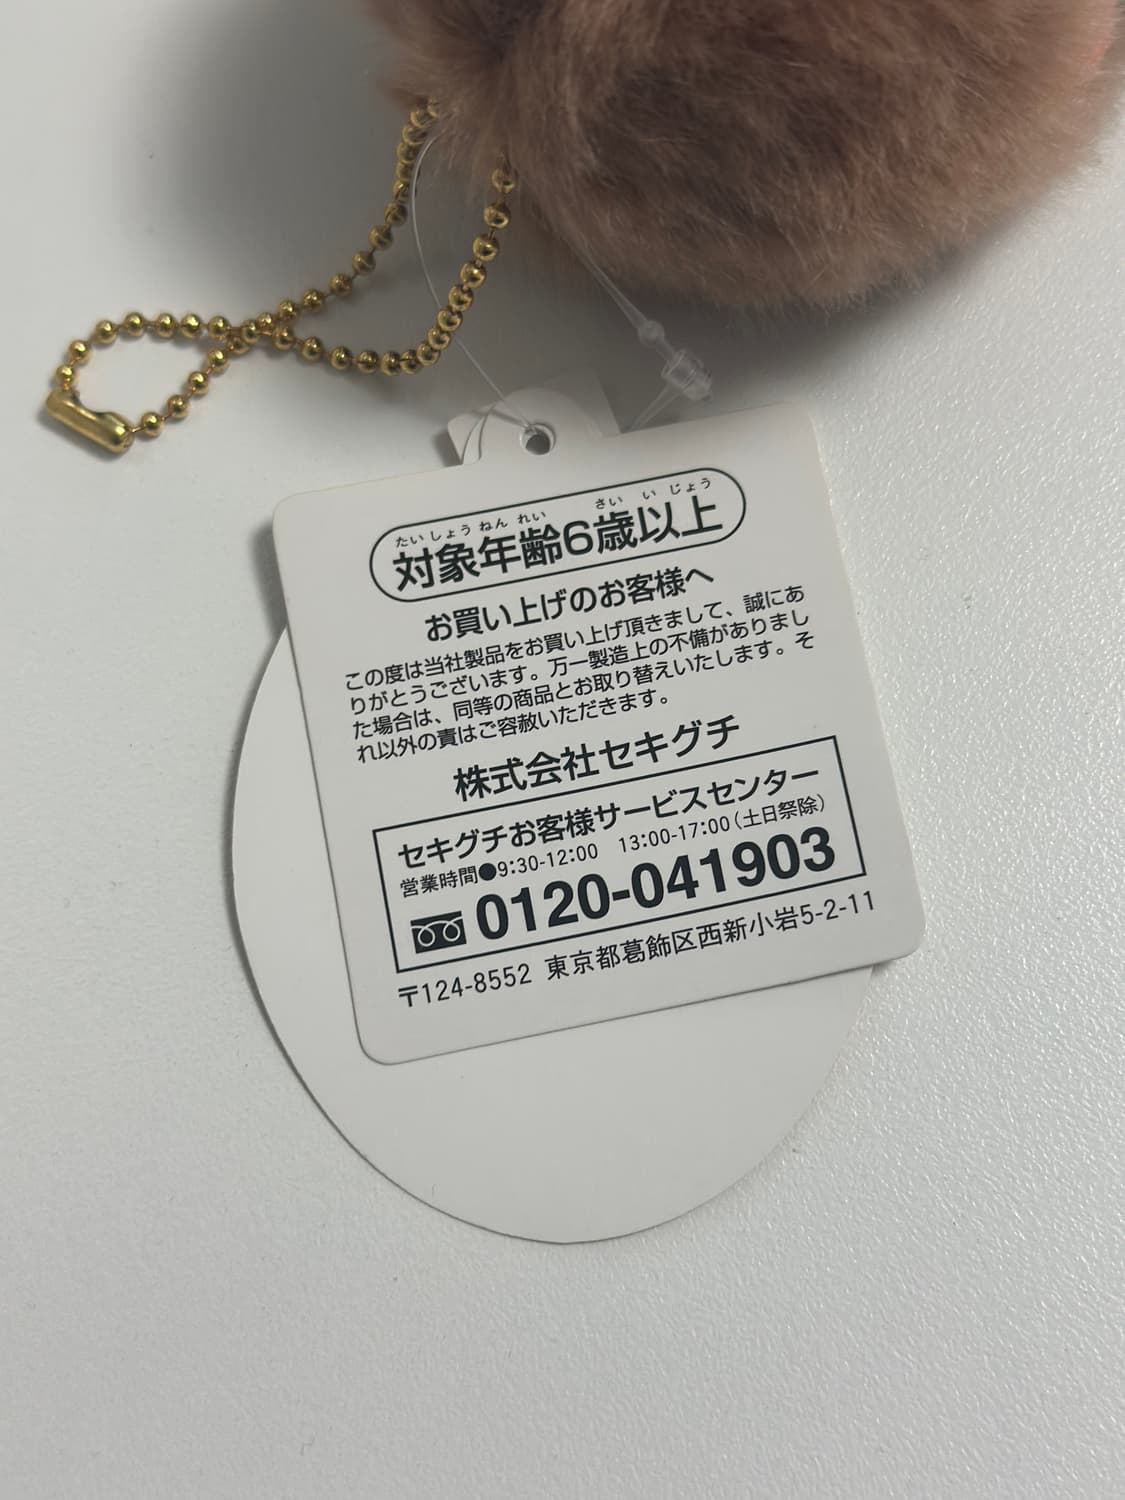 たいしょうねんれい さい い じょう
対象年齢6歳以上
お買い上げのお客様へ
この度は当社製品をお買い上げ頂きまして、誠にあ
りがとうございます。万一製造上の不備がありまし
た場合は、同等の商品とお取り替えいたします。そ
れ以外の責はご容赦いただきます。
株式会社セキグチ
セキグチお客様サービスセンター
営業時間●9:30-12:00 13:00-17:00(土日祭除)
0120-041903
〒124-8552 東京都葛飾区西新小岩5-2-11